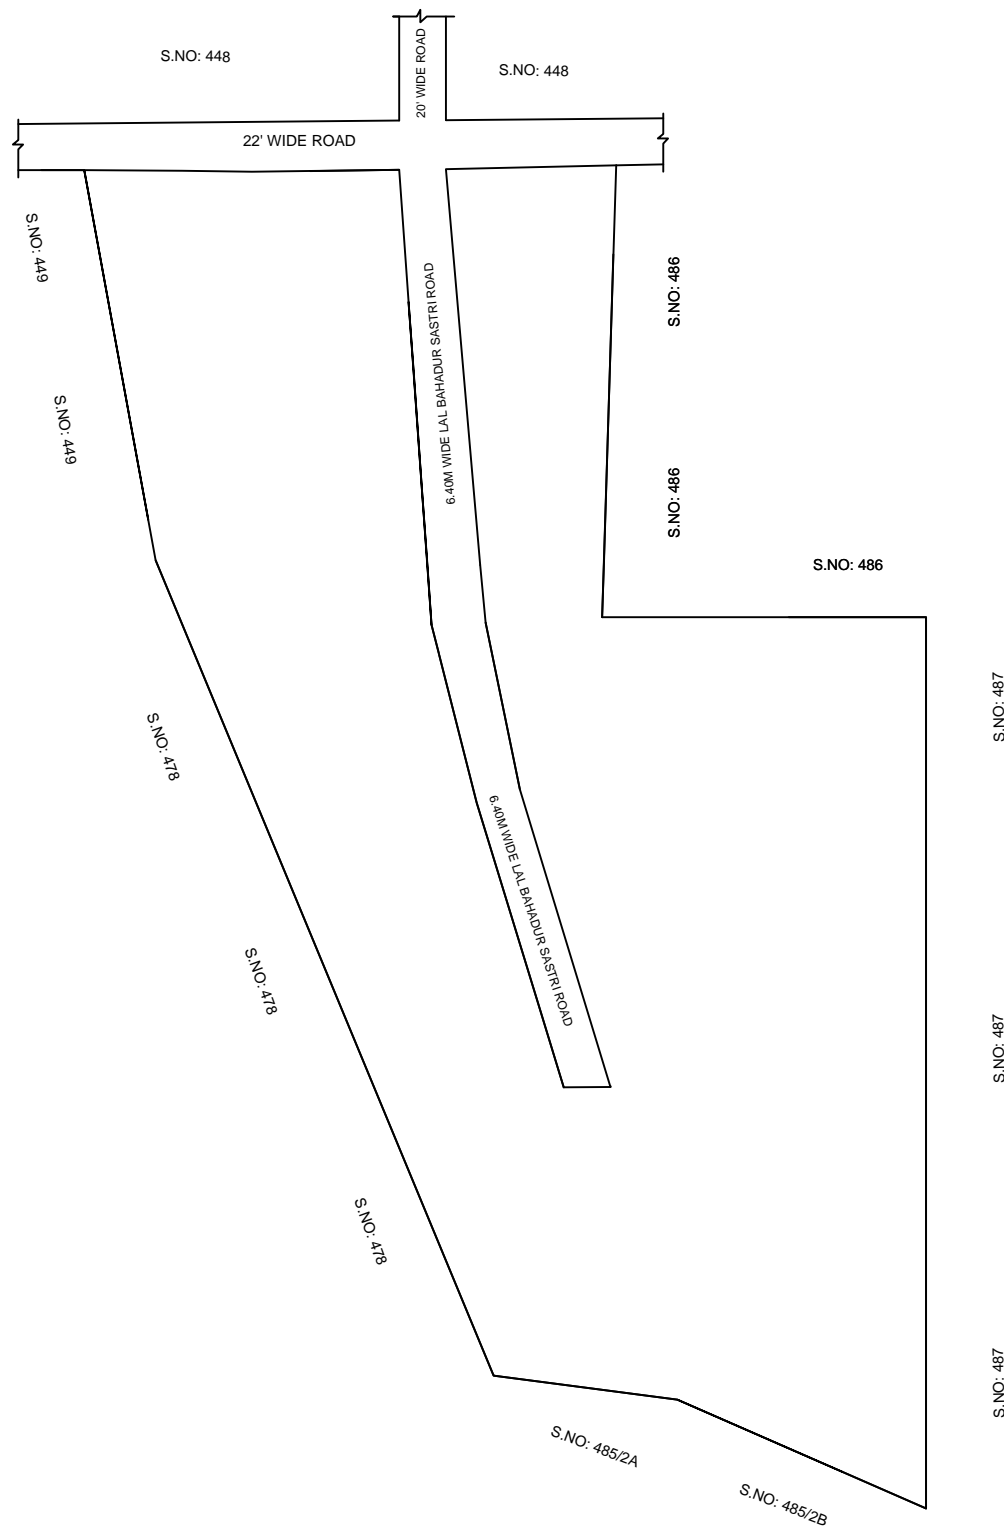 S.NO: 448
20' WIDE ROAD
S.NO: 448
22' WIDE ROAD
S.NO: 449
6.40M WIDE LAL BAHADUR SASTRI ROAD
S.NO: 486
S.NO: 449
S.NO: 486
S.NO: 486
S.NO: 487
S.NO: 478
6.40M WIDE LAL BAHADUR SASTRI ROAD
S.NO: 478
S.NO: 487
S.NO: 478
S.NO: 487
S.NO: 485/2A
S.NO: 485/2B